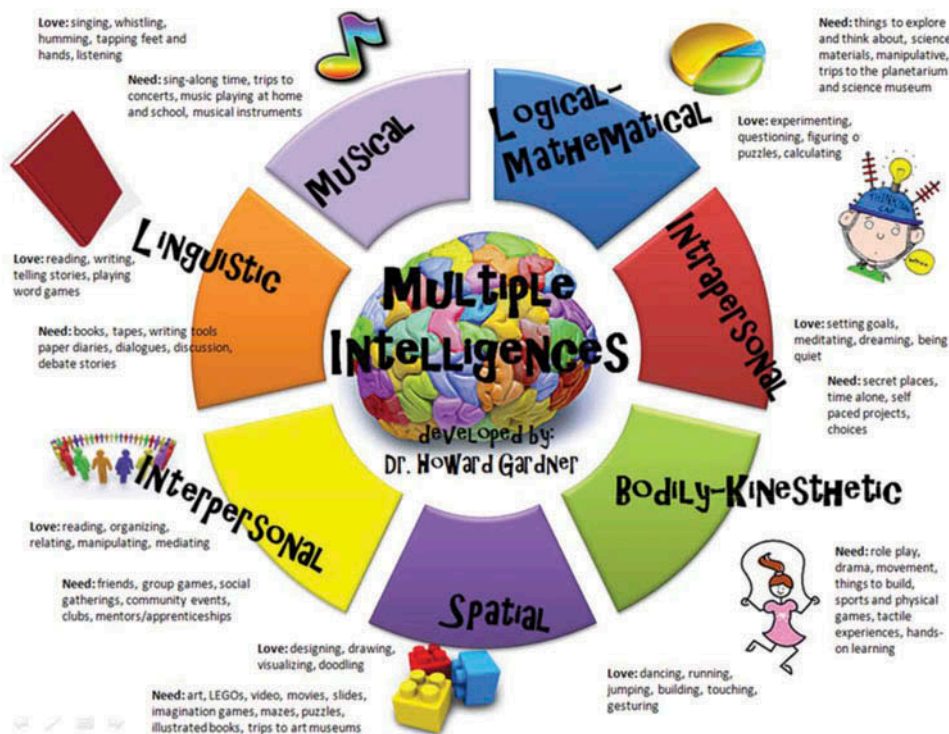 Love: singing, whistling,
humming, tapping feet and
hands, listening
Need: sing-along time, trips to
concerts, music playing at home
and school, musical instruments
Musical
Logical-
Mathematical
Need: things to explore
and think about, science
materials, manipulative,
trips to the planetarium
and science museum
Love: experimenting,
questioning, figuring o
puzzles, calculating
THINKING
CAP
Intrapersonal
Love: setting goals,
meditating, dreaming, being
quiet
Need: secret places,
time alone, self
paced projects,
choices
Linguistic
Love: reading, writing,
telling stories, playing
word games
Need: books, tapes, writing tools
paper diaries, dialogues, discussion,
debate stories
Multiple
Intelligences
developed by:
Dr. Howard Gardner
Interpersonal
Love: reading, organizing,
relating, manipulating, mediating
Need: friends, group games, social
gatherings, community events,
clubs, mentors/apprenticeships
Bodily-Kinesthetic
Need: role play,
drama, movement,
things to build,
sports and physical
games, tactile
experiences, hands-
on learning
Love: dancing, running,
jumping, building, touching,
gesturing
Spatial
Love: designing, drawing,
visualizing, doodling
Need: art, LEGOs, video, movies, slides,
imagination games, mazes, puzzles,
illustrated books, trips to art museums